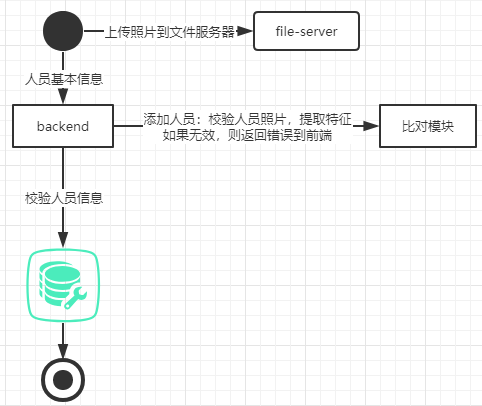 上传照片到文件服务器
file-server
人员基本信息
backend
添加人员：校验人员照片，提取特征
如果无效，则返回错误到前端
比对模块
校验人员信息